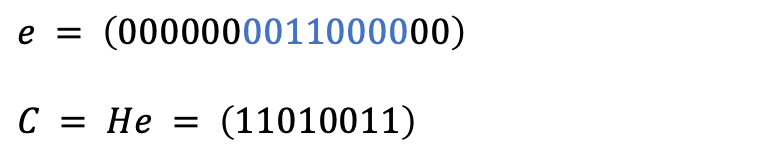 e = (0000000011000000)
C = He = (11010011)